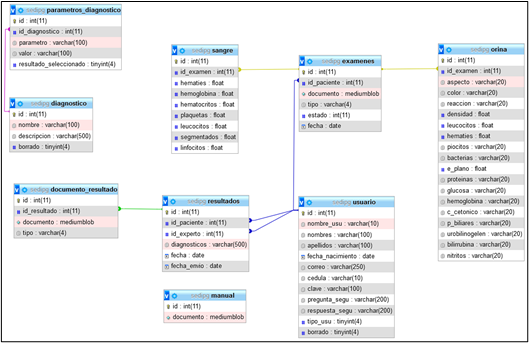 sedipq parametros_diagnostico
id : int(11)
id_diagnostico : int(11)
parametro : varchar(100)
valor : varchar(100)
resultado_seleccionado : tinyint(4)
sedipq diagnostico
id : int(11)
nombre : varchar(100)
descripcion : varchar(500)
borrado : tinyint(4)
sedipq documento_resultado
id : int(11)
id_resultado : int(11)
documento : mediumblob
tipo : varchar(4)
sedipq sangre
id : int(11)
id_examen : int(11)
hematies : float
hemoglobina : float
hematocritos : float
plaquetas : float
leucocitos : float
segmentados : float
linfocitos : float
sedipq resultados
id : int(11)
id_paciente : int(11)
id_experto : int(11)
diagnosticos : varchar(500)
fecha : date
fecha_emio : date
sedipq manual
id : int(11)
documento : mediumblob
sedipq examenes
id : int(11)
id_paciente : int(11)
documento : mediumblob
tipo : varchar(4)
estado : int(11)
fecha : date
sedipq usuario
id : int(11)
nombre_usu : varchar(10)
nombres : varchar(100)
apellidos : varchar(100)
fecha_nacimiento : date
correo : varchar(250)
cedula : varchar(10)
clave : varchar(100)
pregunta_segu : varchar(200)
respuesta_segu : varchar(200)
tipo_usu : tinyint(4)
borrado : tinyint(4)
sedipq orina
id : int(11)
id_examen : int(11)
aspecto : varchar(20)
color : varchar(20)
reaccion : varchar(20)
densidad : float
leucocitos : float
hematies : float
piocitos : varchar(20)
bacterias : varchar(20)
e_plano : float
proteinas : varchar(20)
glucosa : varchar(20)
hemoglobina : varchar(20)
c_cetonico : varchar(20)
p_biliares : varchar(20)
urobilinogelen : varchar(20)
bilirrubina : varchar(20)
nitritos : varchar(20)